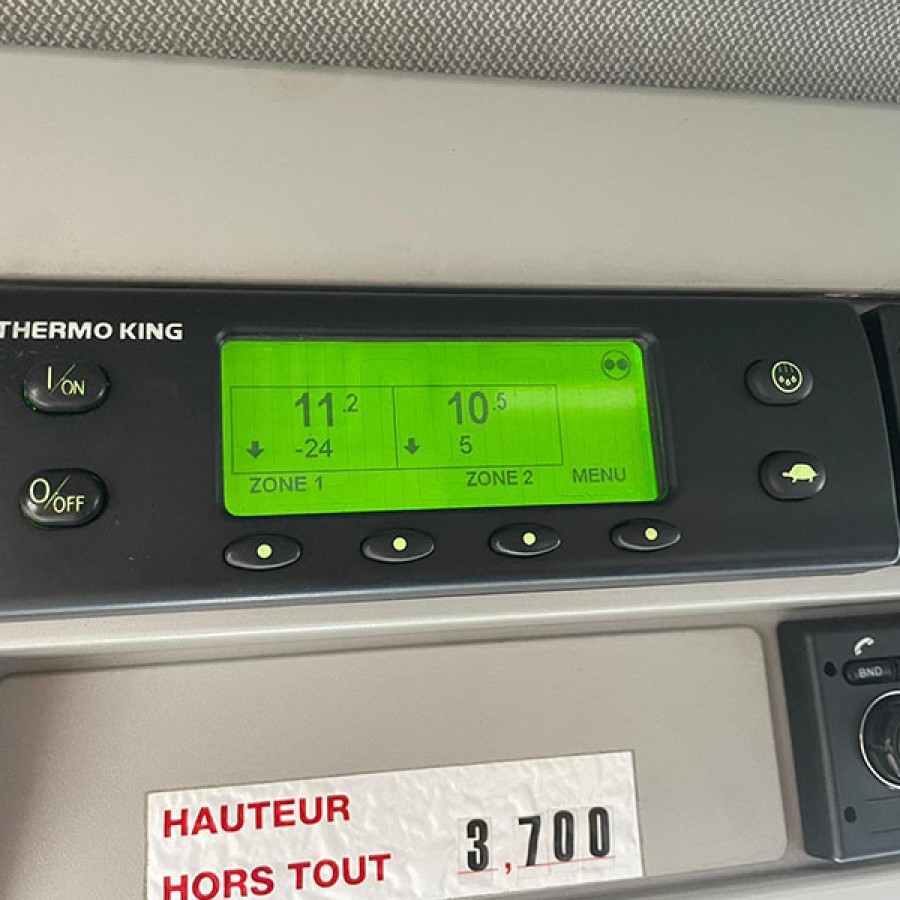 THERMO KING
I/ON
O/OFF
11.2 10.5
-24 5
ZONE 1 ZONE 2 MENU
BND
HAUTEUR
HORS TOUT 3,700